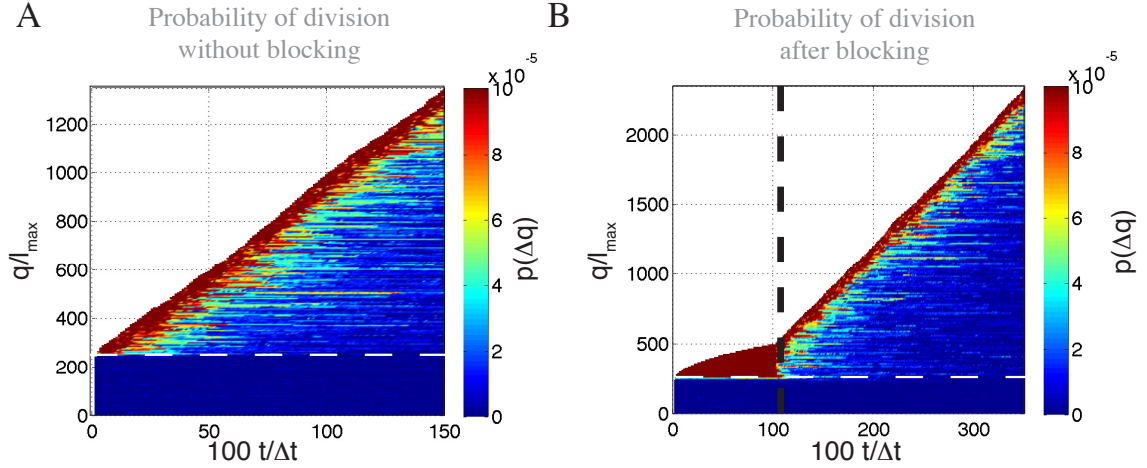 A
Probability of division
without blocking
x 10⁻⁵
10
8
6
4
2
0
p(Δq)
q/l_max
1200
1000
800
600
400
200
0
0 50 100 150
100 t/Δt
B
Probability of division
after blocking
x 10⁻⁵
10
8
6
4
2
0
p(Δq)
q/l_max
2000
1500
1000
500
0
0 100 200 300
100 t/Δt